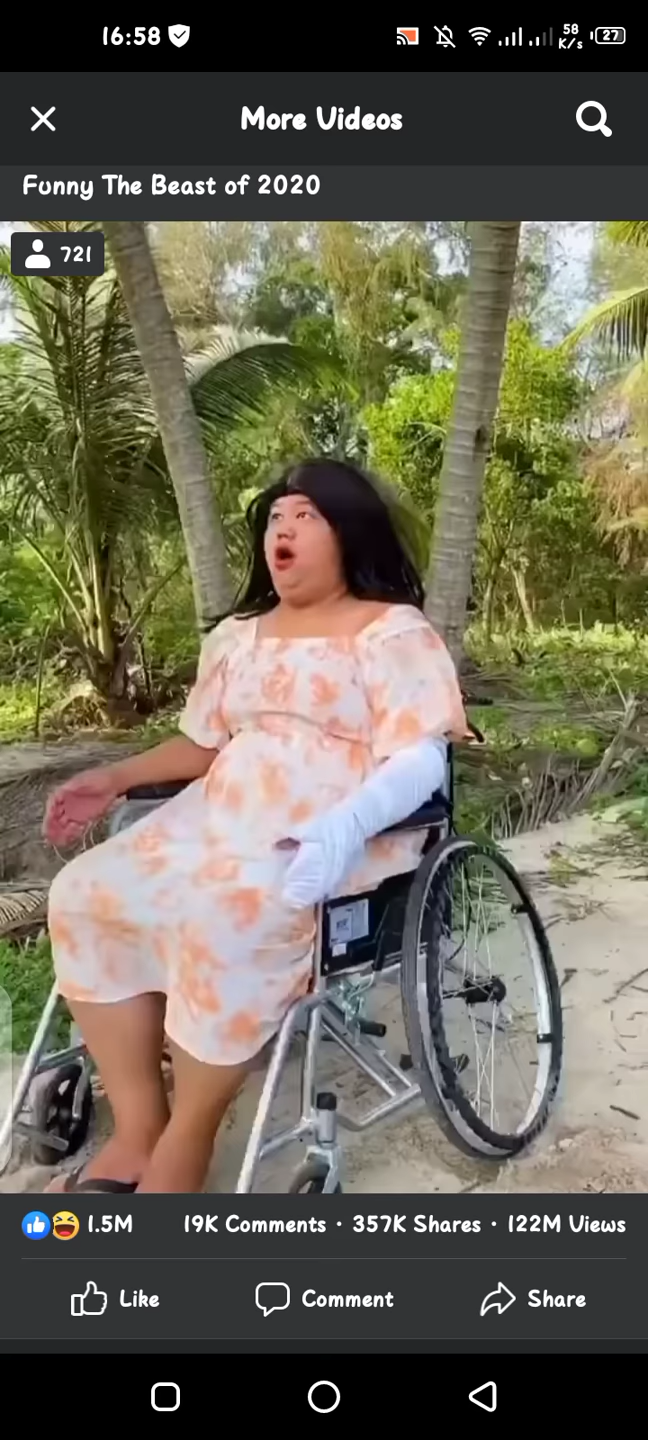 16:58
58
K/s
27
More Videos
Funny The Beast of 2020
721
1.5M 19K Comments · 357K Shares · 122M Views
Like Comment Share